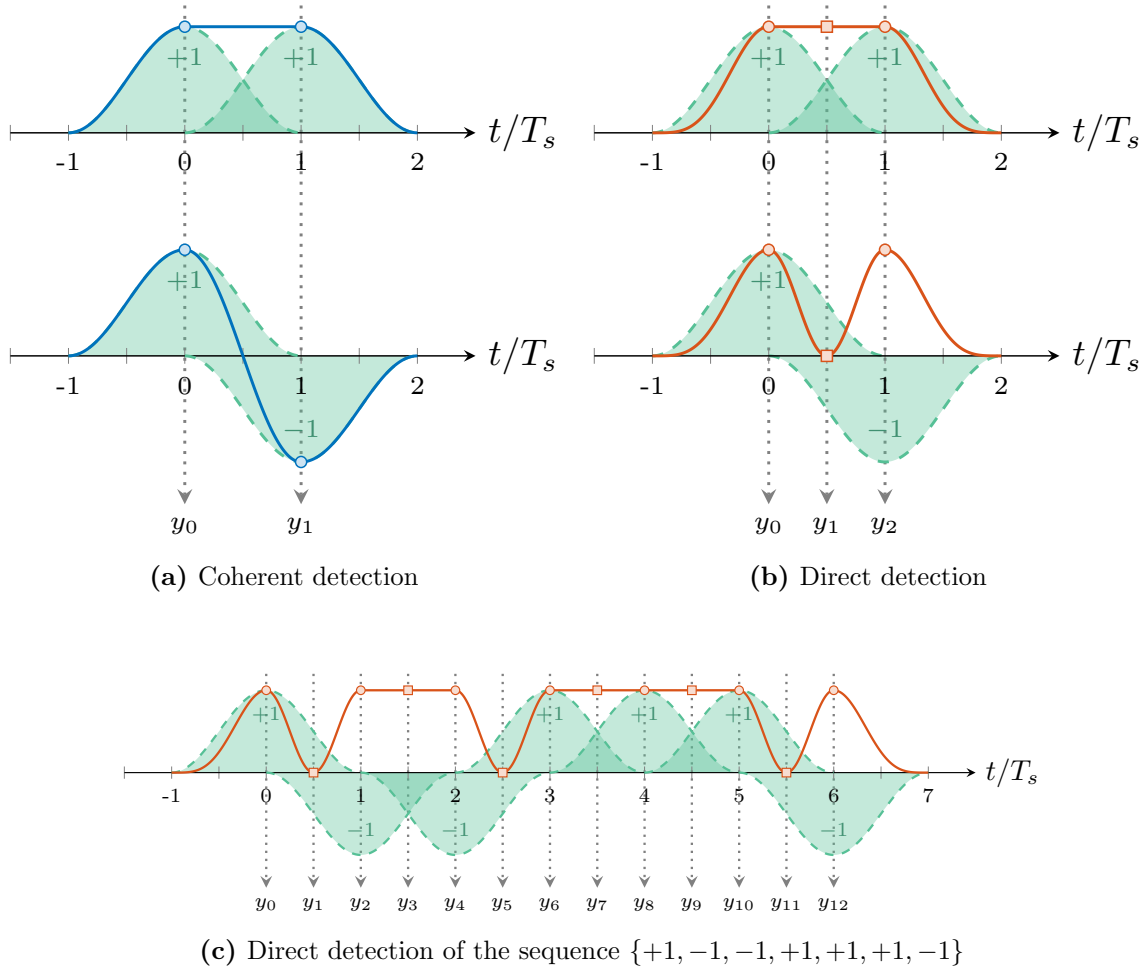 +1 +1
t/T_s
-1 0 1 2
+1 +1
t/T_s
-1 0 1 2
+1
t/T_s
-1 0 1 2
−1
+1
t/T_s
-1 0 1 2
−1
y_0 y_1
y_0 y_1 y_2
(a) Coherent detection
(b) Direct detection
+1 +1 +1 +1
t/T_s
-1 0 1 2 3 4 5 6 7
−1 −1 −1
y_0 y_1 y_2 y_3 y_4 y_5 y_6 y_7 y_8 y_9 y_10 y_11 y_12
(c) Direct detection of the sequence {+1, −1, −1, +1, +1, +1, −1}